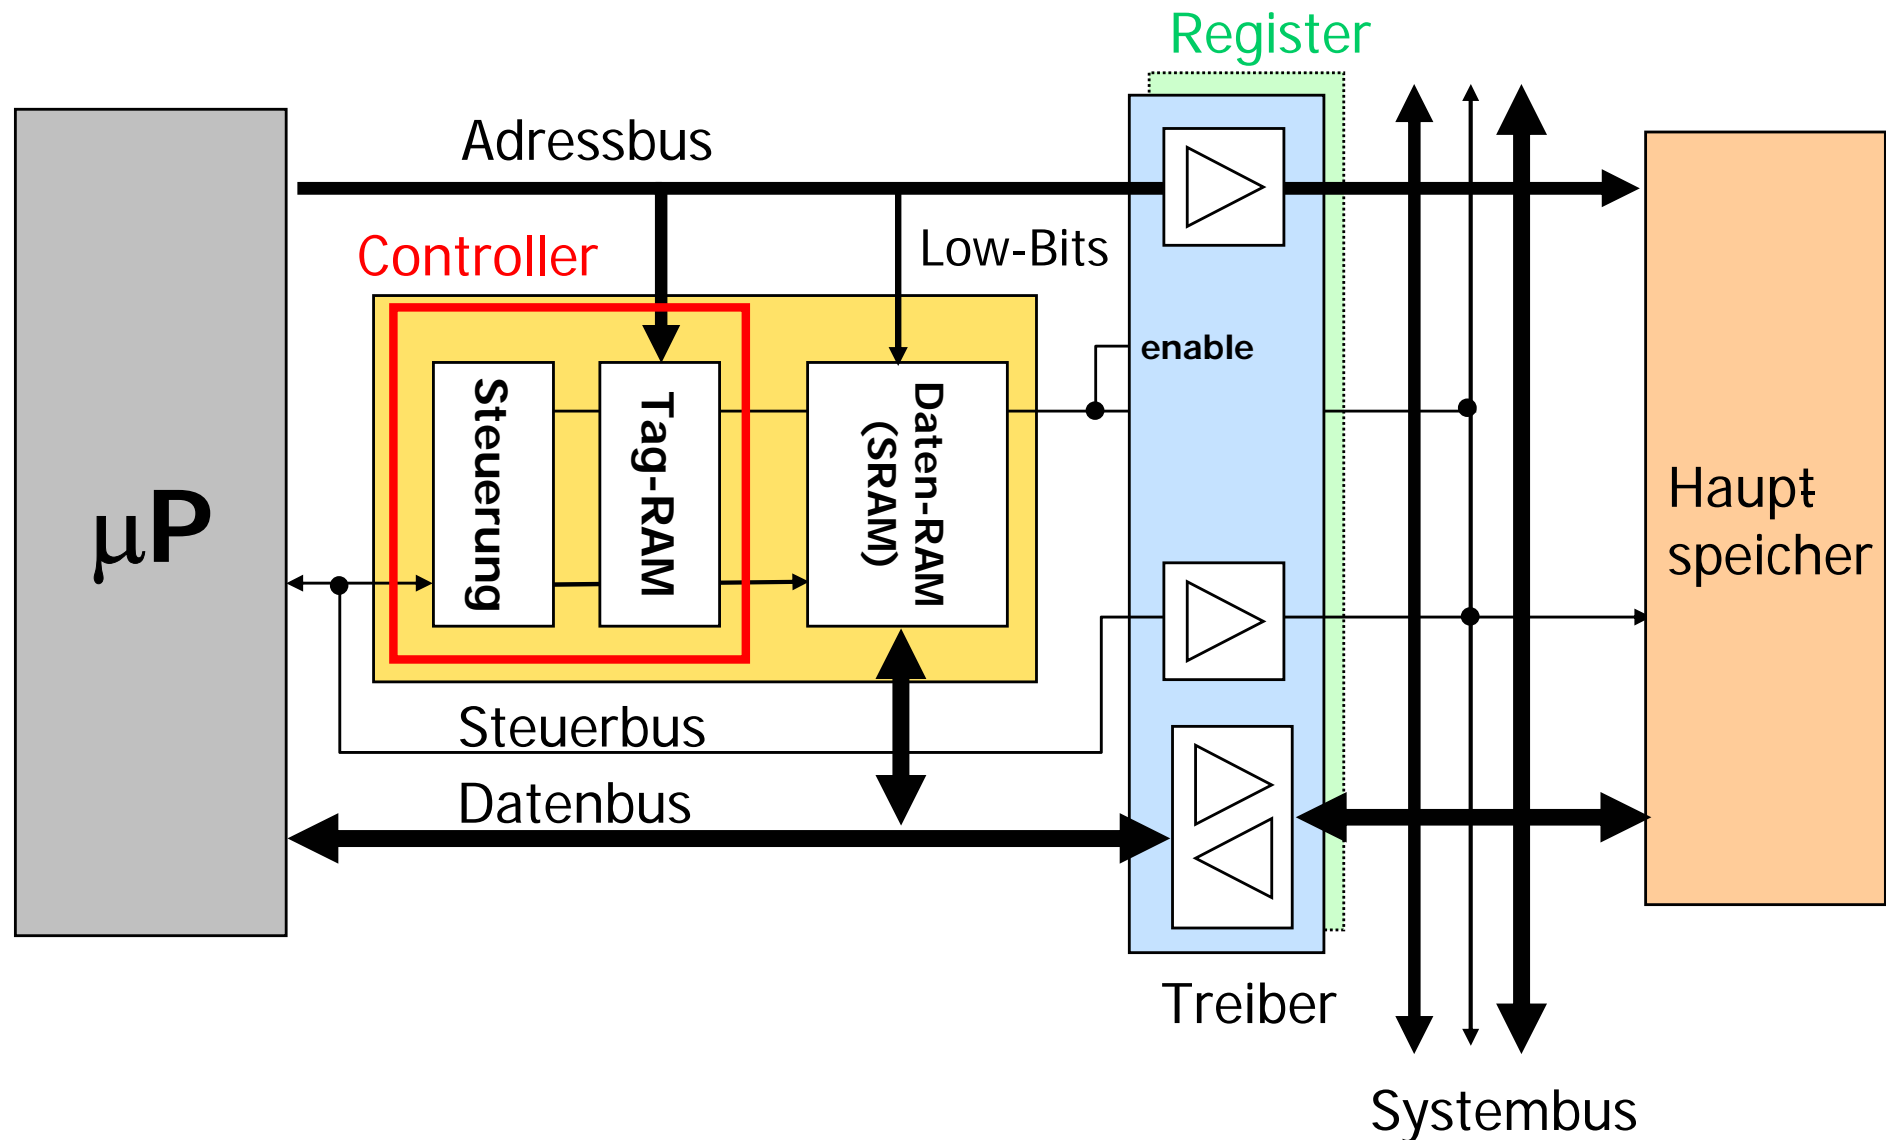 Register
Adressbus
Controller
Low-Bits
enable
Steuerung
Tag-RAM
Daten-RAM
(SRAM)
µP
Haupt-
speicher
Steuerbus
Datenbus
Treiber
Systembus